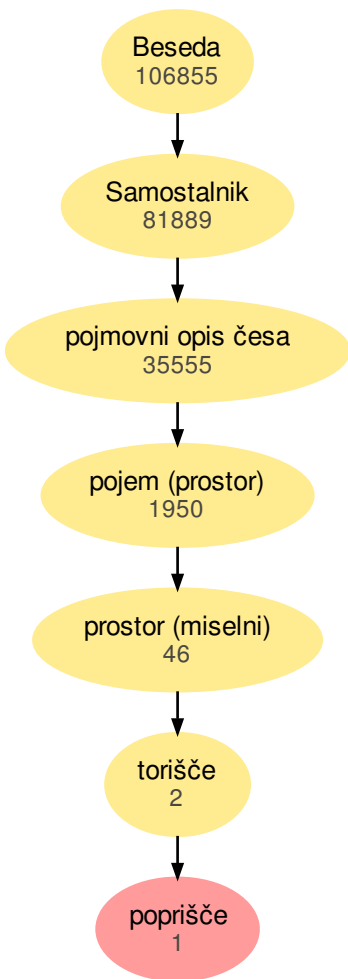 Beseda
106855
Samostalnik
81889
pojmovni opis česa
35555
pojem (prostor)
1950
prostor (miselni)
46
torišče
2
poprišče
1